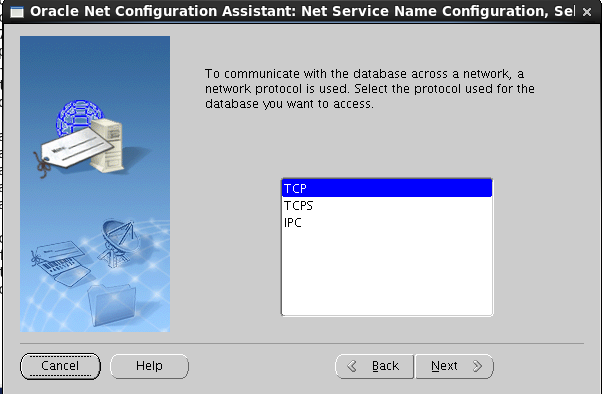 Oracle Net Configuration Assistant: Net Service Name Configuration, Sel
To communicate with the database across a network, a
network protocol is used. Select the protocol used for the
database you want to access.
TCP
TCPS
IPC
Cancel
Help
Back
Next